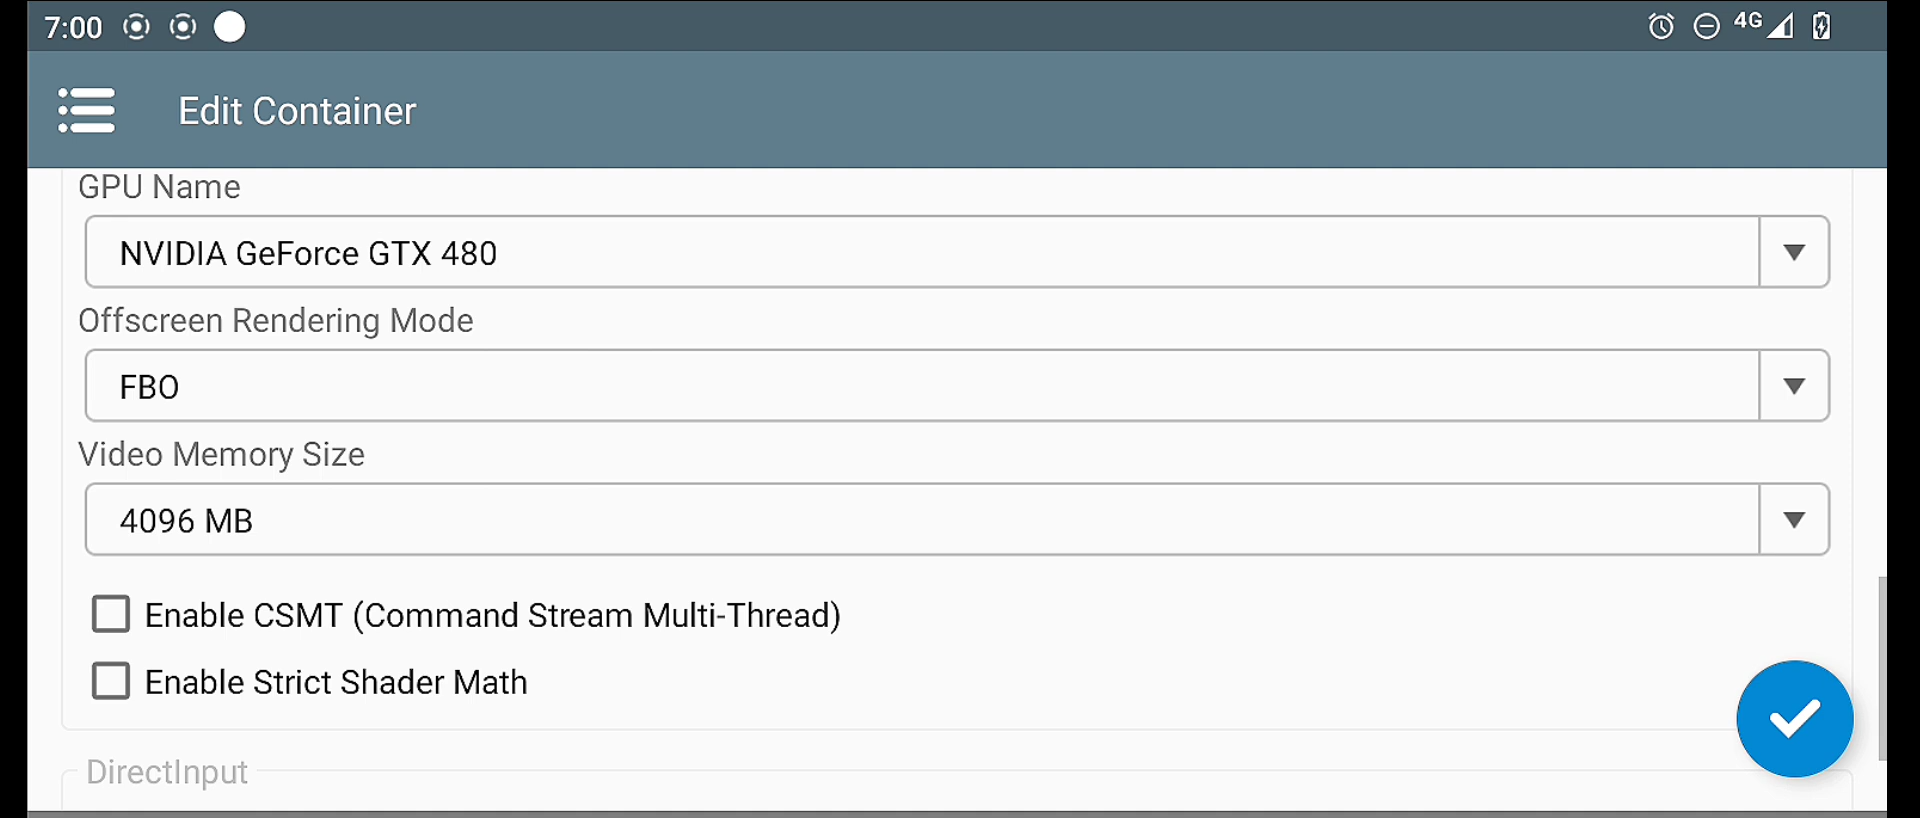 7:00 4G
Edit Container
GPU Name
NVIDIA GeForce GTX 480
Offscreen Rendering Mode
FBO
Video Memory Size
4096 MB
Enable CSMT (Command Stream Multi-Thread)
Enable Strict Shader Math
DirectInput